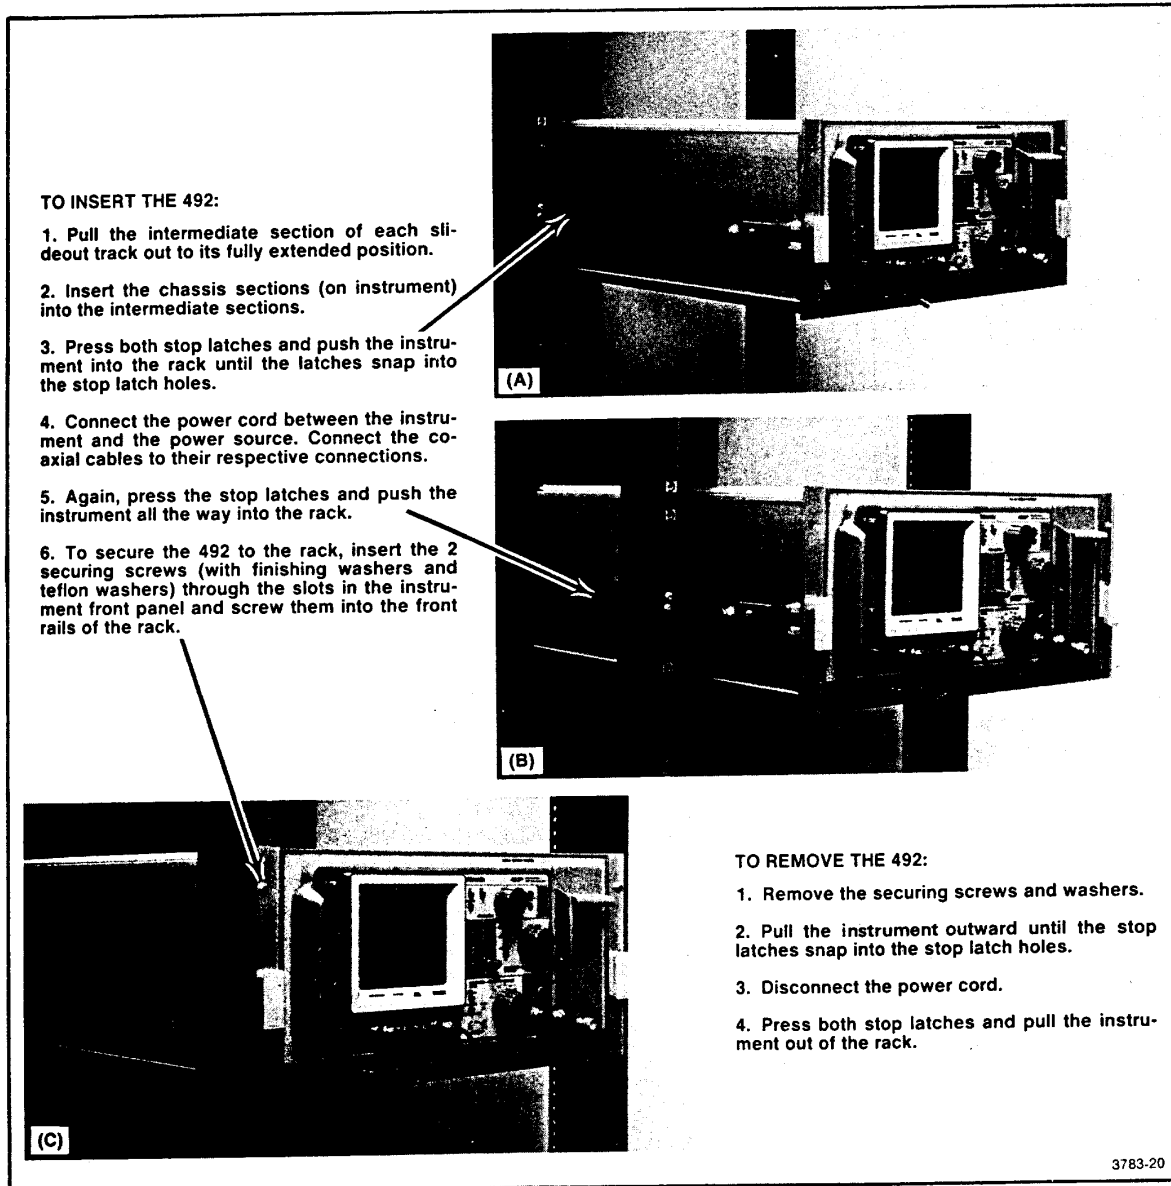 TO INSERT THE 492:
1. Pull the intermediate section of each sli-
deout track out to its fully extended position.
2. Insert the chassis sections (on instrument)
into the intermediate sections.
3. Press both stop latches and push the instru-
ment into the rack until the latches snap into
the stop latch holes.
4. Connect the power cord between the instru-
ment and the power source. Connect the co-
axial cables to their respective connections.
5. Again, press the stop latches and push the
instrument all the way into the rack.
6. To secure the 492 to the rack, insert the 2
securing screws (with finishing washers and
teflon washers) through the slots in the instru-
ment front panel and screw them into the front
rails of the rack.
(A)
(B)
(C)
TO REMOVE THE 492:
1. Remove the securing screws and washers.
2. Pull the instrument outward until the stop
latches snap into the stop latch holes.
3. Disconnect the power cord.
4. Press both stop latches and pull the instru-
ment out of the rack.
3783-20